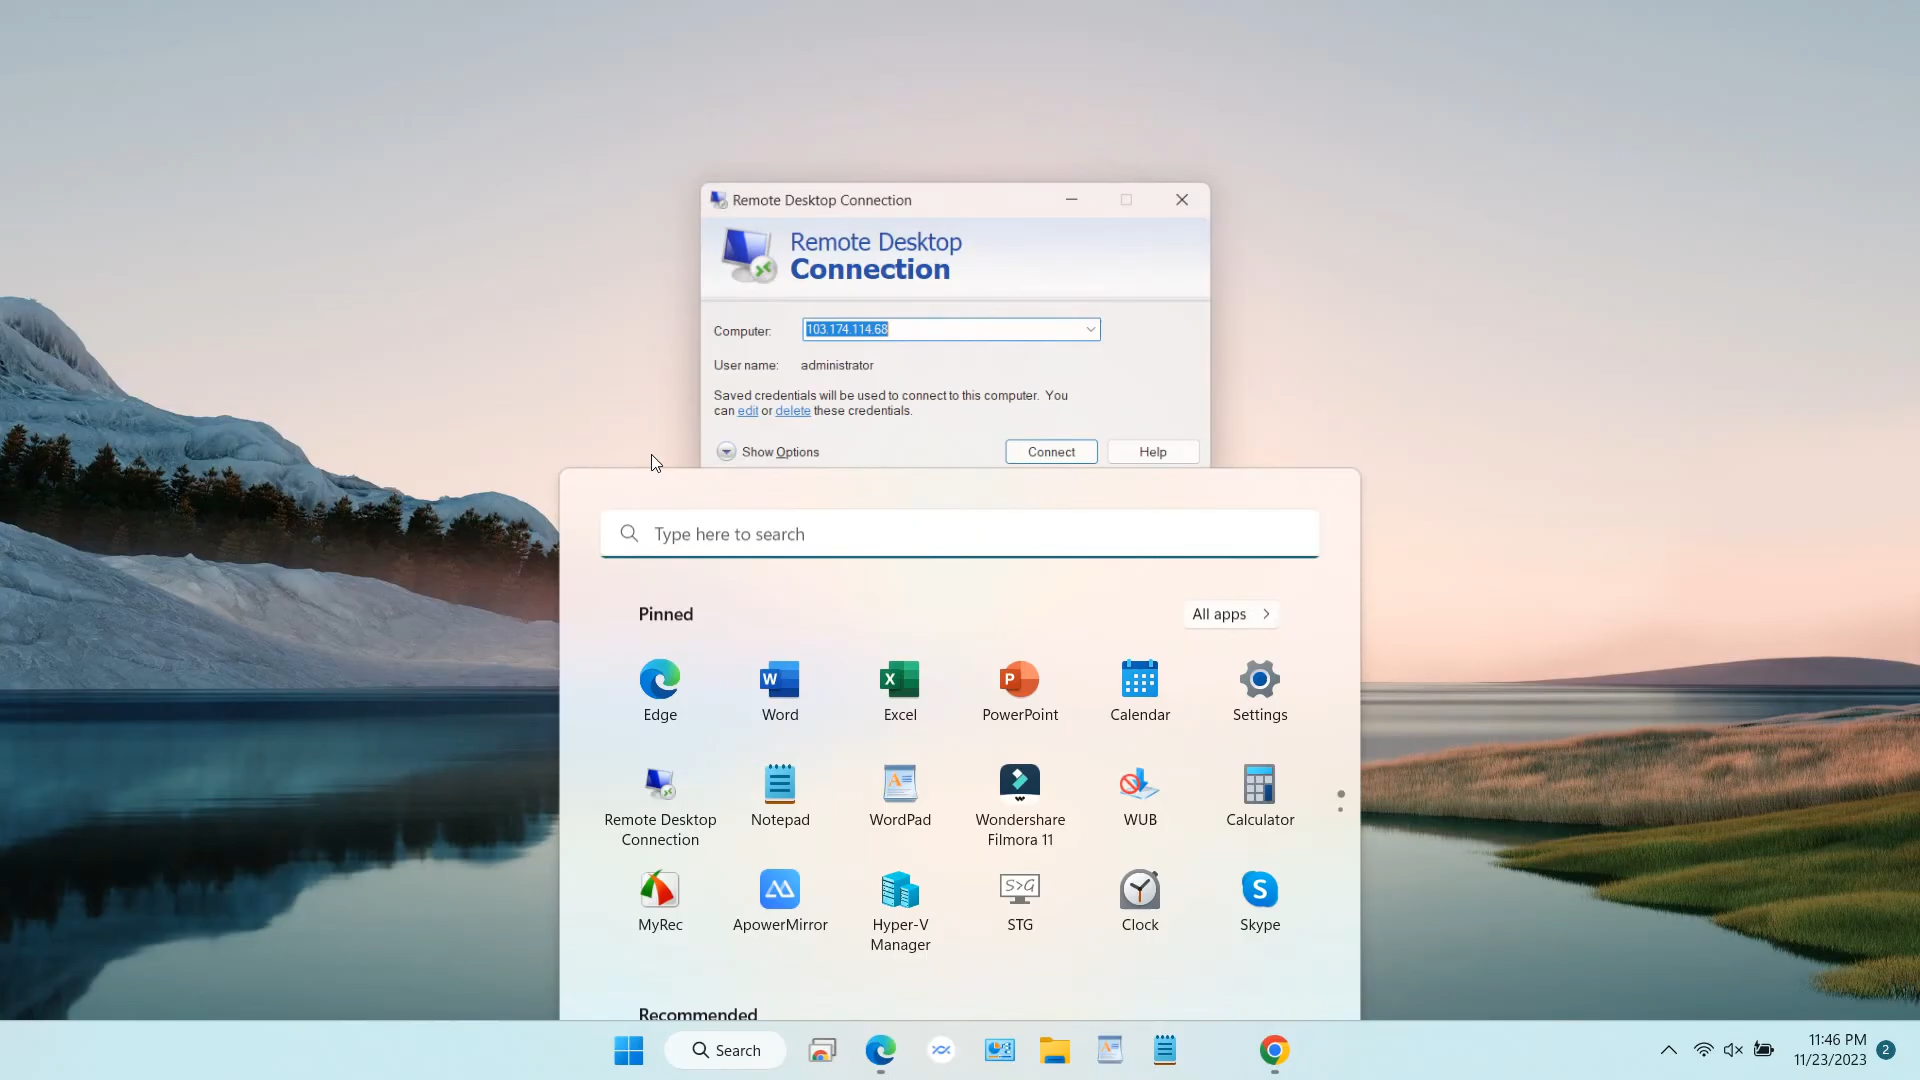 Remote Desktop Connection
Remote Desktop
Connection
Computer: 103.174.114.68
User name: administrator
Saved credentials will be used to connect to this computer. You
can edit or delete these credentials.
Show Options Connect Help
Type here to search
Pinned All apps
W X P
Edge Word Excel PowerPoint Calendar Settings
Remote Desktop
Connection
Notepad WordPad Wondershare
Filmora 11
WUB Calculator
S>G S
MyRec ApowerMirror Hyper-V
Manager
STG Clock Skype
Recommended
Search
11:46 PM
11/23/2023 2